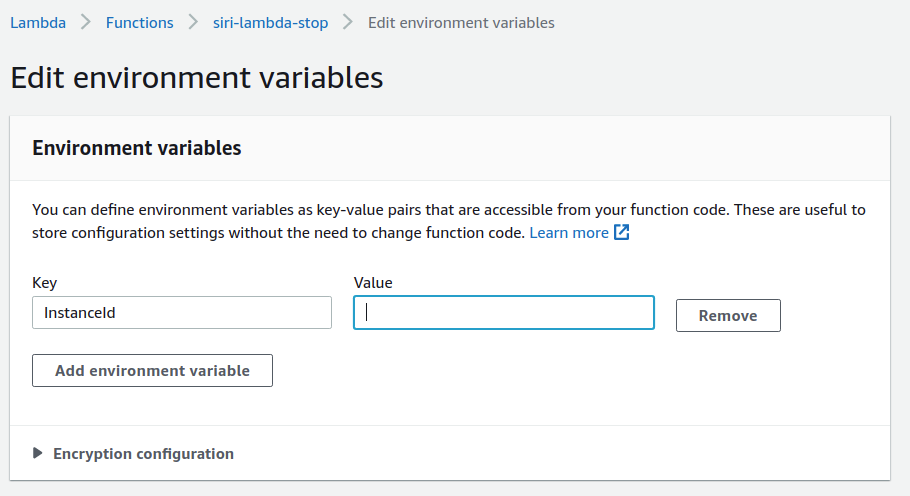 Lambda > Functions > siri-lambda-stop > Edit environment variables
Edit environment variables
Environment variables
You can define environment variables as key-value pairs that are accessible from your function code. These are useful to
store configuration settings without the need to change function code. Learn more
Key Value
InstanceId
Remove
Add environment variable
Encryption configuration